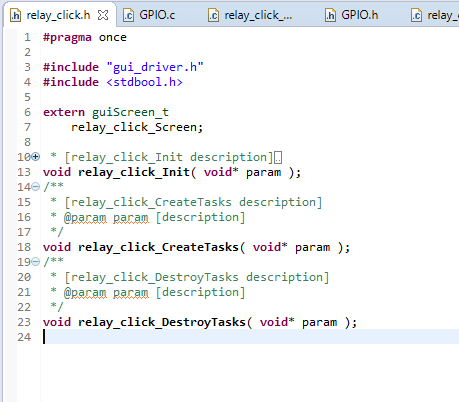 relay_click.h GPIO.c relay_click_... GPIO.h relay_
1 #pragma once
2
3 #include "gui_driver.h"
4 #include <stdbool.h>
5
6 extern guiScreen_t
7 relay_click_Screen;
8
10 * [relay_click_Init description]
13 void relay_click_Init( void* param );
14 /**
15 * [relay_click_CreateTasks description]
16 * @param param [description]
17 */
18 void relay_click_CreateTasks( void* param );
19 /**
20 * [relay_click_DestroyTasks description]
21 * @param param [description]
22 */
23 void relay_click_DestroyTasks( void* param );
24